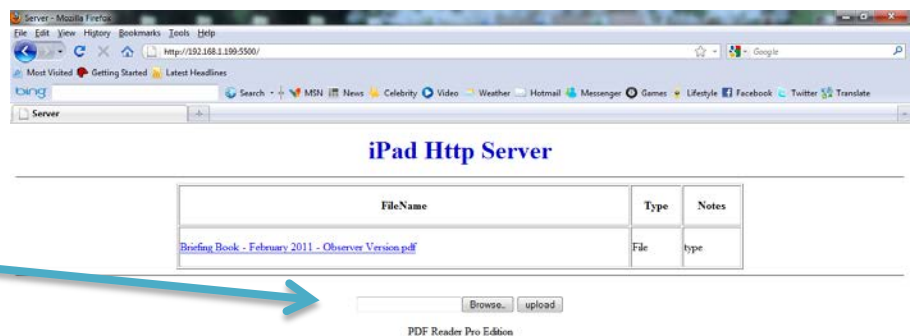 Server - Mozilla Firefox
File Edit View History Bookmarks Tools Help
http://192.168.1.199:5500/ Google
Most Visited Getting Started Latest Headlines
bing Search MSN News Celebrity Video Weather Hotmail Messenger Games Lifestyle Facebook Twitter Translate
Server
iPad Http Server
FileName Type Notes
Briefing Book - February 2011 - Observer Version.pdf File type
Browse... upload
PDF Reader Pro Edition